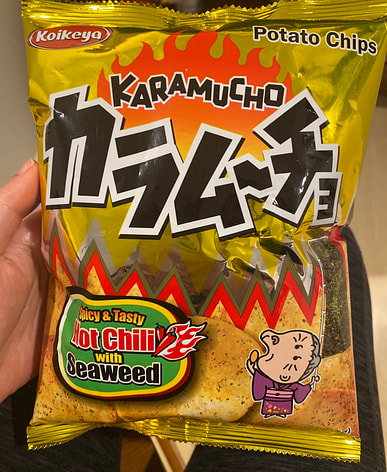 Koikeya
Potato Chips
KARAMUCHO
カラムーチョ
Spicy & Tasty
Hot Chili
with
Seaweed